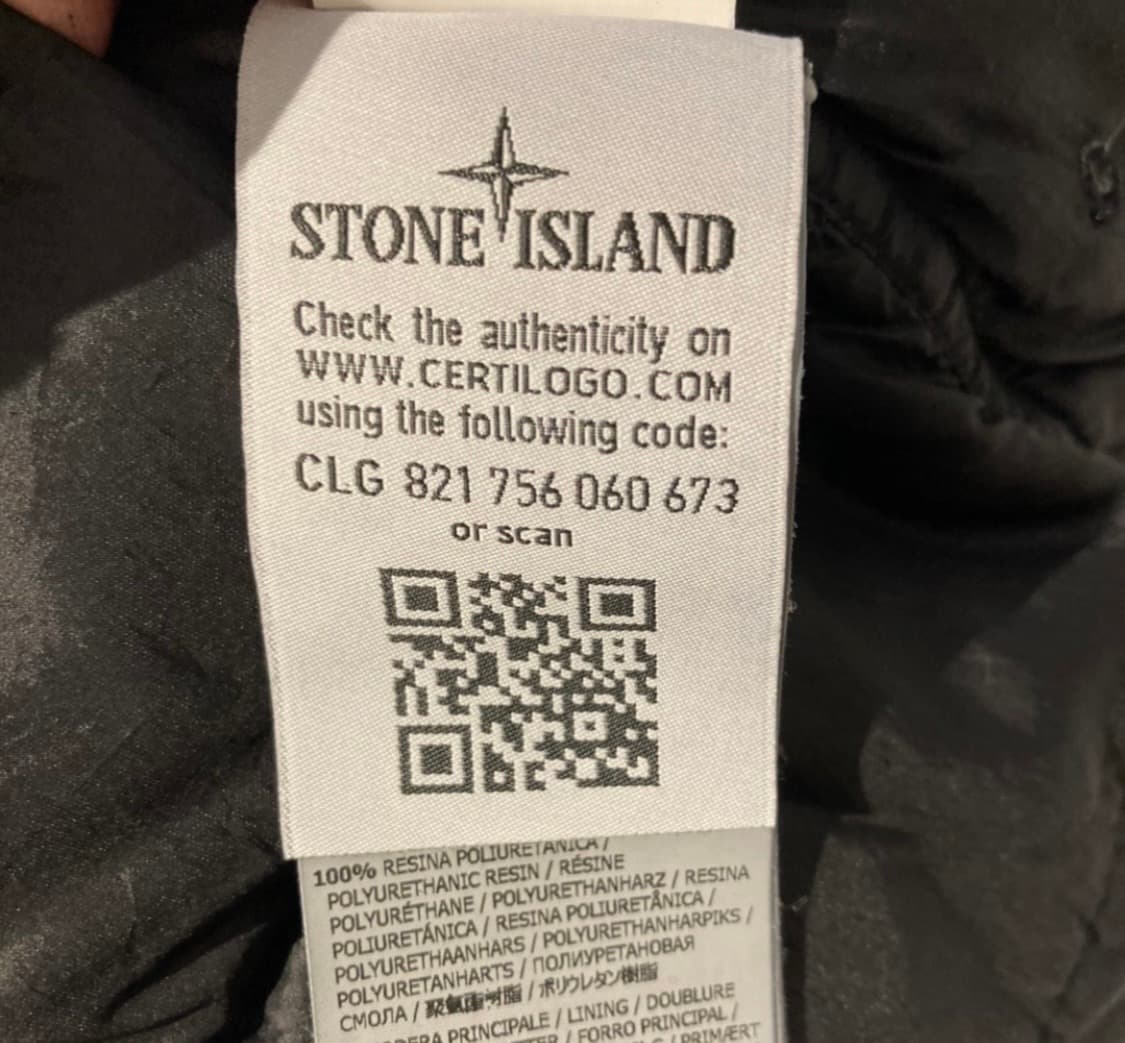 STONE ISLAND
Check the authenticity on
WWW.CERTILOGO.COM
using the following code:
CLG 821 756 060 673
or scan
100% RESINA POLIURETANICA /
POLYURETHANIC RESIN / RÉSINE
POLYURÉTHANE / POLYURETHANHARZ / RESINA
POLIURETÁNICA / RESINA POLIURETÂNICA /
POLYURETHAANHARS / POLYURETHANHARPIKS /
POLYURETANHARTS / ПОЛИУРЕТАНОВАЯ
СМОЛА / 聚氨酯树脂 / ポリウレタン樹脂
PRINCIPALE / LINING / DOUBLURE
/ FORRO PRINCIPAL /
/ PRIMÆRT